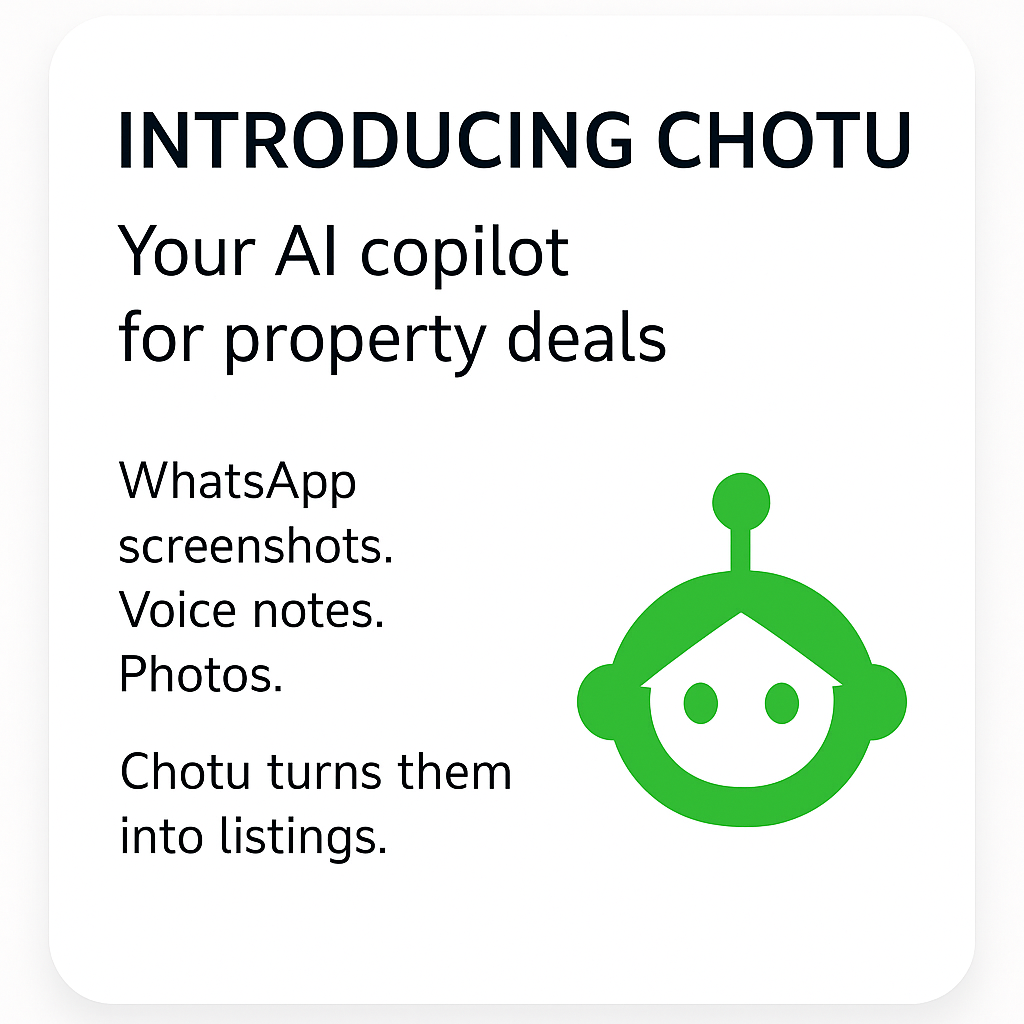 INTRODUCING CHOTU
Your AI copilot
for property deals
WhatsApp
screenshots.
Voice notes.
Photos.
Chotu turns them
into listings.